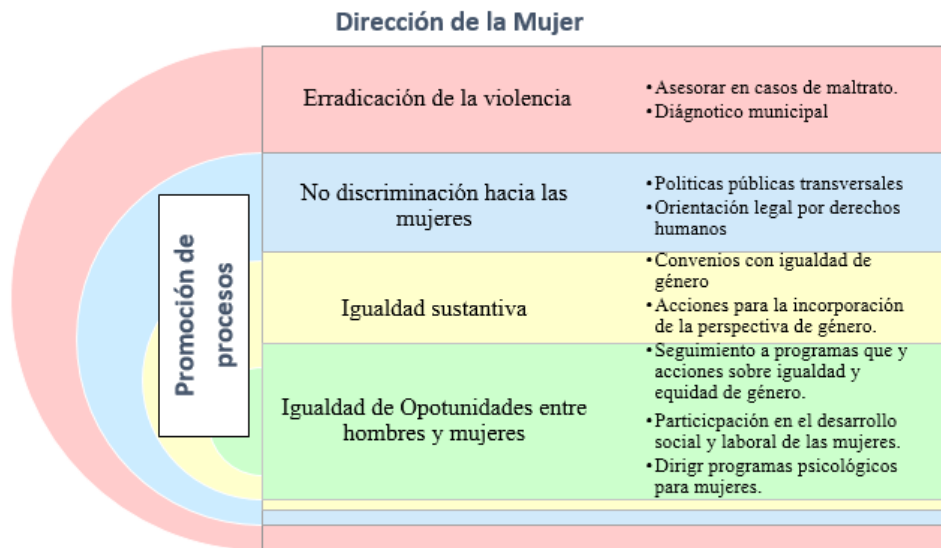 Dirección de la Mujer
Promoción de
procesos
Erradicación de la violencia
•Asesorar en casos de maltrato.
•Diágnotico municipal
No discriminación hacia las
mujeres
•Politicas públicas transversales
•Orientación legal por derechos
humanos
Igualdad sustantiva
•Convenios con igualdad de
género
•Acciones para la incorporación
de la perspectiva de género.
Igualdad de Opotunidades entre
hombres y mujeres
•Seguimiento a programas que y
acciones sobre igualdad y
equidad de género.
•Particicpación en el desarrollo
social y laboral de las mujeres.
•Dirigr programas psicológicos
para mujeres.